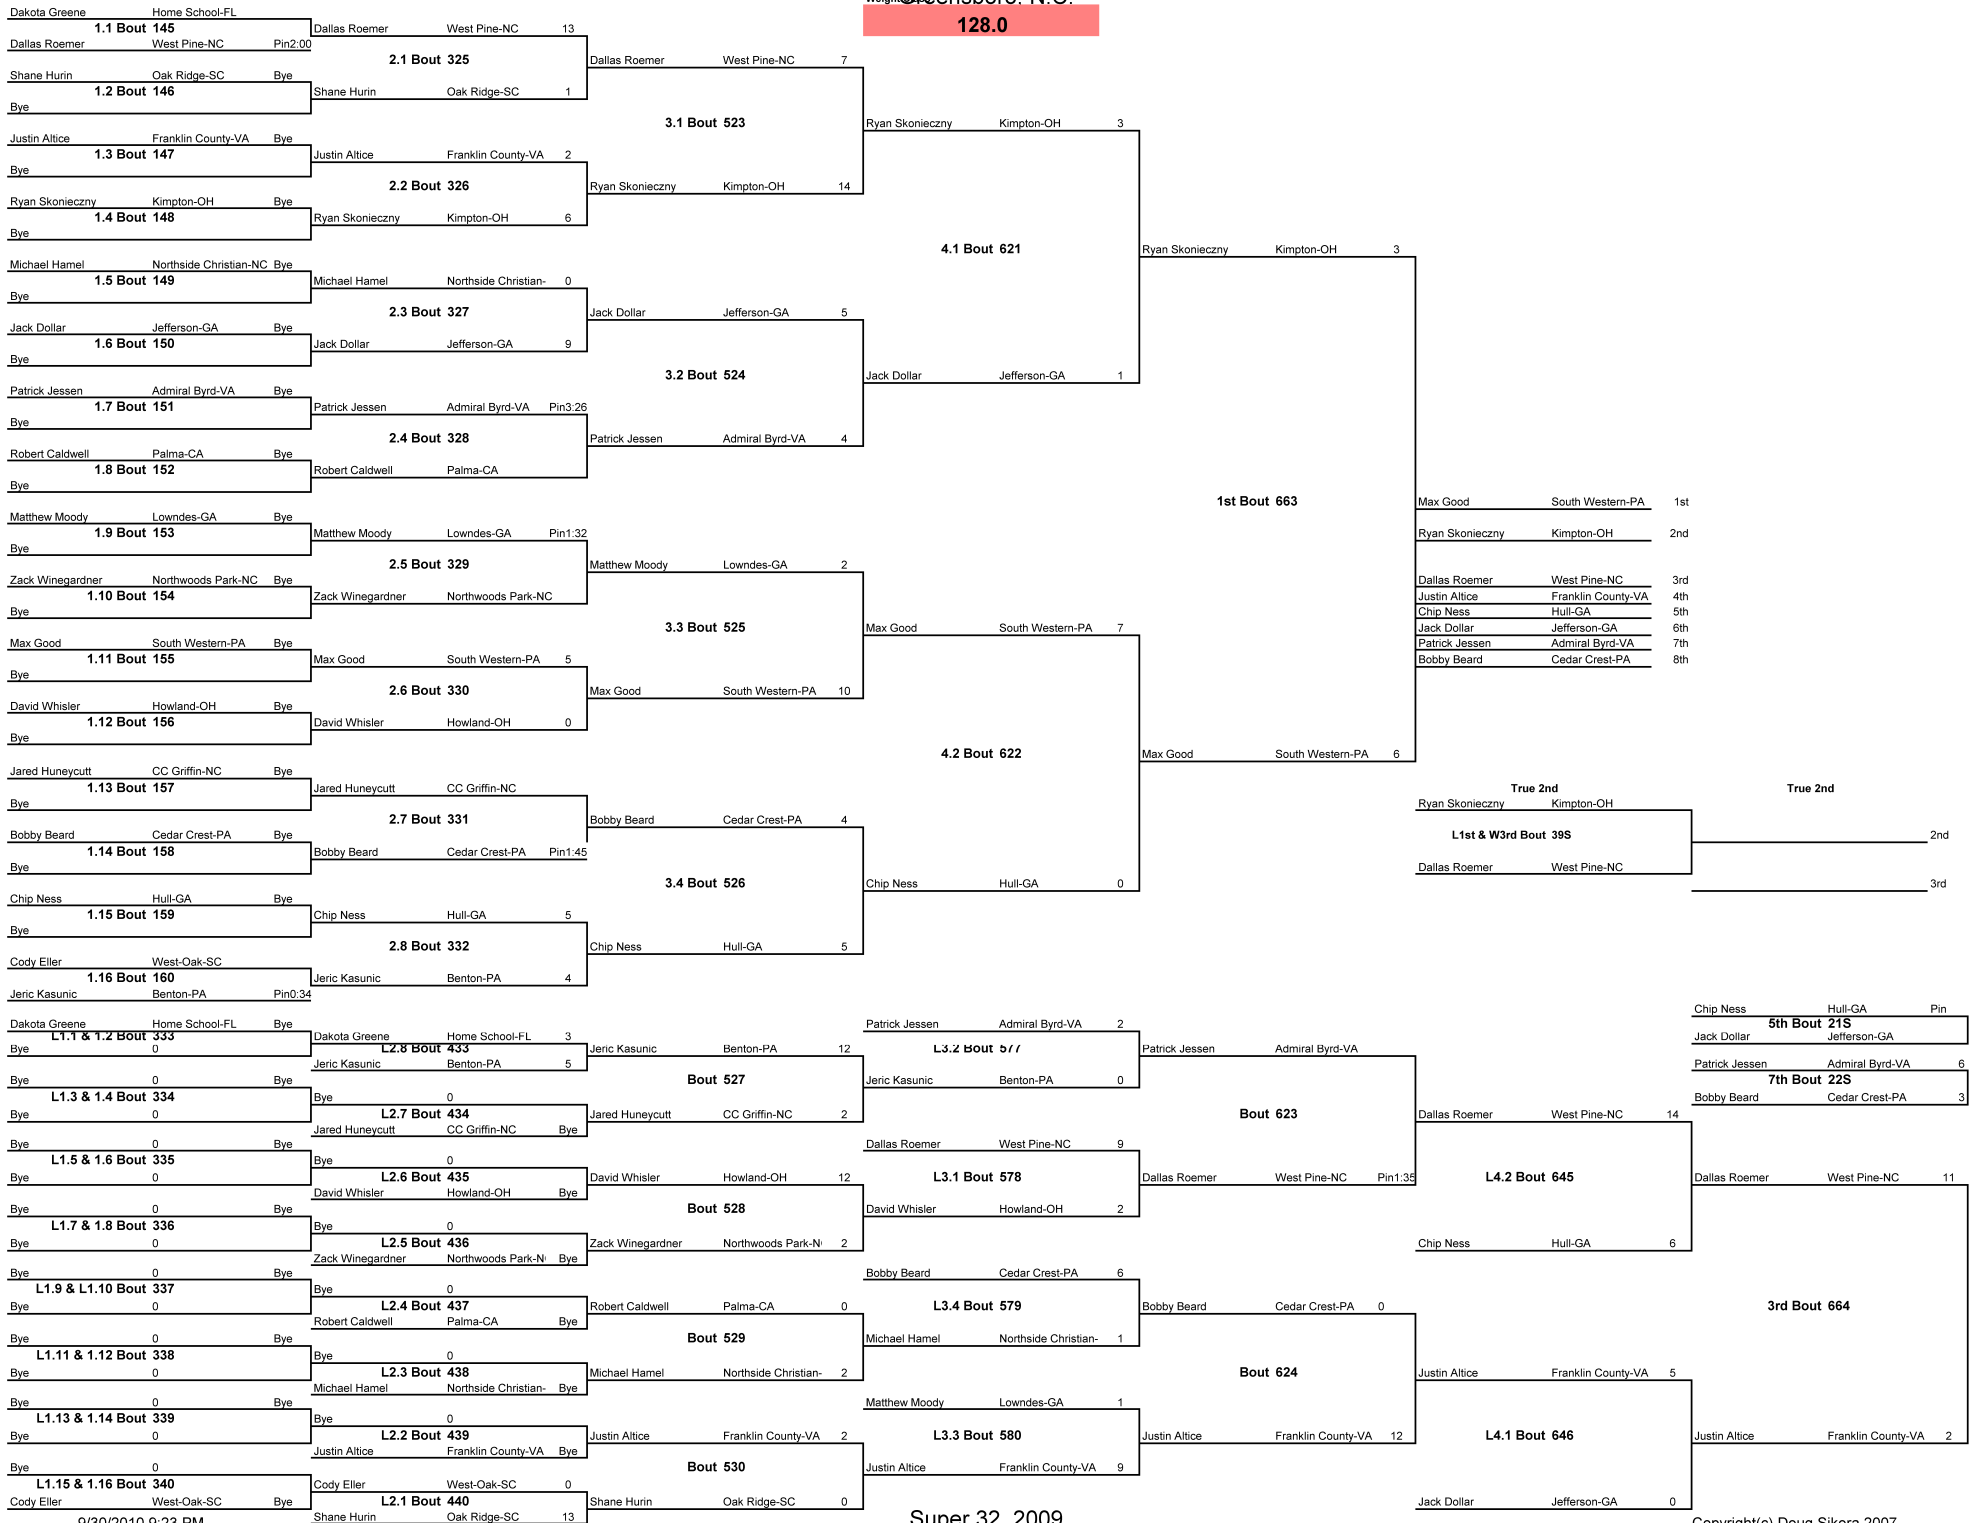 Greensboro, N.C.
128.0
Dakota Greene Home School-FL
1.1 Bout 145
Dallas Roemer West Pine-NC Pin2:00
Shane Hurin Oak Ridge-SC Bye
1.2 Bout 146
Bye
Justin Altice Franklin County-VA Bye
1.3 Bout 147
Bye
Ryan Skonieczny Kimpton-OH Bye
1.4 Bout 148
Bye
Michael Hamel Northside Christian-NC Bye
1.5 Bout 149
Bye
Jack Dollar Jefferson-GA Bye
1.6 Bout 150
Bye
Patrick Jessen Admiral Byrd-VA Bye
1.7 Bout 151
Bye
Robert Caldwell Palma-CA Bye
1.8 Bout 152
Bye
Matthew Moody Lowndes-GA Bye
1.9 Bout 153
Bye
Zack Winegardner Northwoods Park-NC Bye
1.10 Bout 154
Bye
Max Good South Western-PA Bye
1.11 Bout 155
Bye
David Whisler Howland-OH Bye
1.12 Bout 156
Bye
Jared Huneycutt CC Griffin-NC Bye
1.13 Bout 157
Bye
Bobby Beard Cedar Crest-PA Bye
1.14 Bout 158
Bye
Chip Ness Hull-GA Bye
1.15 Bout 159
Bye
Cody Eller West-Oak-SC
1.16 Bout 160
Jeric Kasunic Benton-PA Pin0:34
Dallas Roemer West Pine-NC 13
2.1 Bout 325
Shane Hurin Oak Ridge-SC 1
Justin Altice Franklin County-VA 2
2.2 Bout 326
Ryan Skonieczny Kimpton-OH 6
Michael Hamel Northside Christian- 0
2.3 Bout 327
Jack Dollar Jefferson-GA 9
Patrick Jessen Admiral Byrd-VA Pin3:26
2.4 Bout 328
Robert Caldwell Palma-CA
Matthew Moody Lowndes-GA Pin1:32
2.5 Bout 329
Zack Winegardner Northwoods Park-NC
Max Good South Western-PA 5
2.6 Bout 330
David Whisler Howland-OH 0
Jared Huneycutt CC Griffin-NC
2.7 Bout 331
Bobby Beard Cedar Crest-PA Pin1:45
Chip Ness Hull-GA 5
2.8 Bout 332
Jeric Kasunic Benton-PA 4
Dallas Roemer West Pine-NC 7
3.1 Bout 523
Ryan Skonieczny Kimpton-OH 14
Jack Dollar Jefferson-GA 5
3.2 Bout 524
Patrick Jessen Admiral Byrd-VA 4
Matthew Moody Lowndes-GA 2
3.3 Bout 525
Max Good South Western-PA 10
Bobby Beard Cedar Crest-PA 4
3.4 Bout 526
Chip Ness Hull-GA 5
Ryan Skonieczny Kimpton-OH 3
4.1 Bout 621
Jack Dollar Jefferson-GA 1
Max Good South Western-PA 7
4.2 Bout 622
Chip Ness Hull-GA 0
Ryan Skonieczny Kimpton-OH 3
1st Bout 663
Max Good South Western-PA 6
Max Good South Western-PA 1st
Ryan Skonieczny Kimpton-OH 2nd
Dallas Roemer West Pine-NC 3rd
Justin Altice Franklin County-VA 4th
Chip Ness Hull-GA 5th
Jack Dollar Jefferson-GA 6th
Patrick Jessen Admiral Byrd-VA 7th
Bobby Beard Cedar Crest-PA 8th
True 2nd True 2nd
Ryan Skonieczny Kimpton-OH
L1st & W3rd Bout 39S
2nd
Dallas Roemer West Pine-NC
3rd
Dakota Greene Home School-FL Bye
L1.1 & 1.2 Bout 333
Bye 0
Bye 0 Bye
L1.3 & 1.4 Bout 334
Bye 0
Bye 0 Bye
L1.5 & 1.6 Bout 335
Bye 0
Bye 0 Bye
L1.7 & 1.8 Bout 336
Bye 0
Bye 0 Bye
L1.9 & L1.10 Bout 337
Bye 0
Bye 0 Bye
L1.11 & 1.12 Bout 338
Bye 0
Bye 0 Bye
L1.13 & 1.14 Bout 339
Bye 0
Bye 0
L1.15 & 1.16 Bout 340
Cody Eller West-Oak-SC Bye
Dakota Greene Home School-FL 3
L2.8 Bout 433
Jeric Kasunic Benton-PA 5
Bye 0
L2.7 Bout 434
Jared Huneycutt CC Griffin-NC Bye
Bye 0
L2.6 Bout 435
David Whisler Howland-OH Bye
Bye 0
L2.5 Bout 436
Zack Winegardner Northwoods Park-N Bye
Bye 0
L2.4 Bout 437
Robert Caldwell Palma-CA Bye
Bye 0
L2.3 Bout 438
Michael Hamel Northside Christian- Bye
Bye 0
L2.2 Bout 439
Justin Altice Franklin County-VA Bye
Cody Eller West-Oak-SC 0
L2.1 Bout 440
Shane Hurin Oak Ridge-SC 13
Jeric Kasunic Benton-PA 12
Bout 527
Jared Huneycutt CC Griffin-NC 2
David Whisler Howland-OH 12
Bout 528
Zack Winegardner Northwoods Park-N 2
Robert Caldwell Palma-CA 0
Bout 529
Michael Hamel Northside Christian- 2
Justin Altice Franklin County-VA 2
Bout 530
Shane Hurin Oak Ridge-SC 0
Patrick Jessen Admiral Byrd-VA 2
L3.2 Bout 577
Jeric Kasunic Benton-PA 0
Dallas Roemer West Pine-NC 9
L3.1 Bout 578
David Whisler Howland-OH 2
Bobby Beard Cedar Crest-PA 6
L3.4 Bout 579
Michael Hamel Northside Christian- 1
Matthew Moody Lowndes-GA 1
L3.3 Bout 580
Justin Altice Franklin County-VA 9
Patrick Jessen Admiral Byrd-VA
Bout 623
Dallas Roemer West Pine-NC Pin1:35
Bobby Beard Cedar Crest-PA 0
Bout 624
Justin Altice Franklin County-VA 12
Dallas Roemer West Pine-NC 14
L4.2 Bout 645
Chip Ness Hull-GA 6
Justin Altice Franklin County-VA 5
L4.1 Bout 646
Jack Dollar Jefferson-GA 0
Chip Ness Hull-GA Pin
5th Bout 21S
Jack Dollar Jefferson-GA
Patrick Jessen Admiral Byrd-VA 6
7th Bout 22S
Bobby Beard Cedar Crest-PA 3
Dallas Roemer West Pine-NC 11
3rd Bout 664
Justin Altice Franklin County-VA 2
9/30/2010 9:23 PM Super 32, 2009 Copyright(c) Doug Sikora 2007